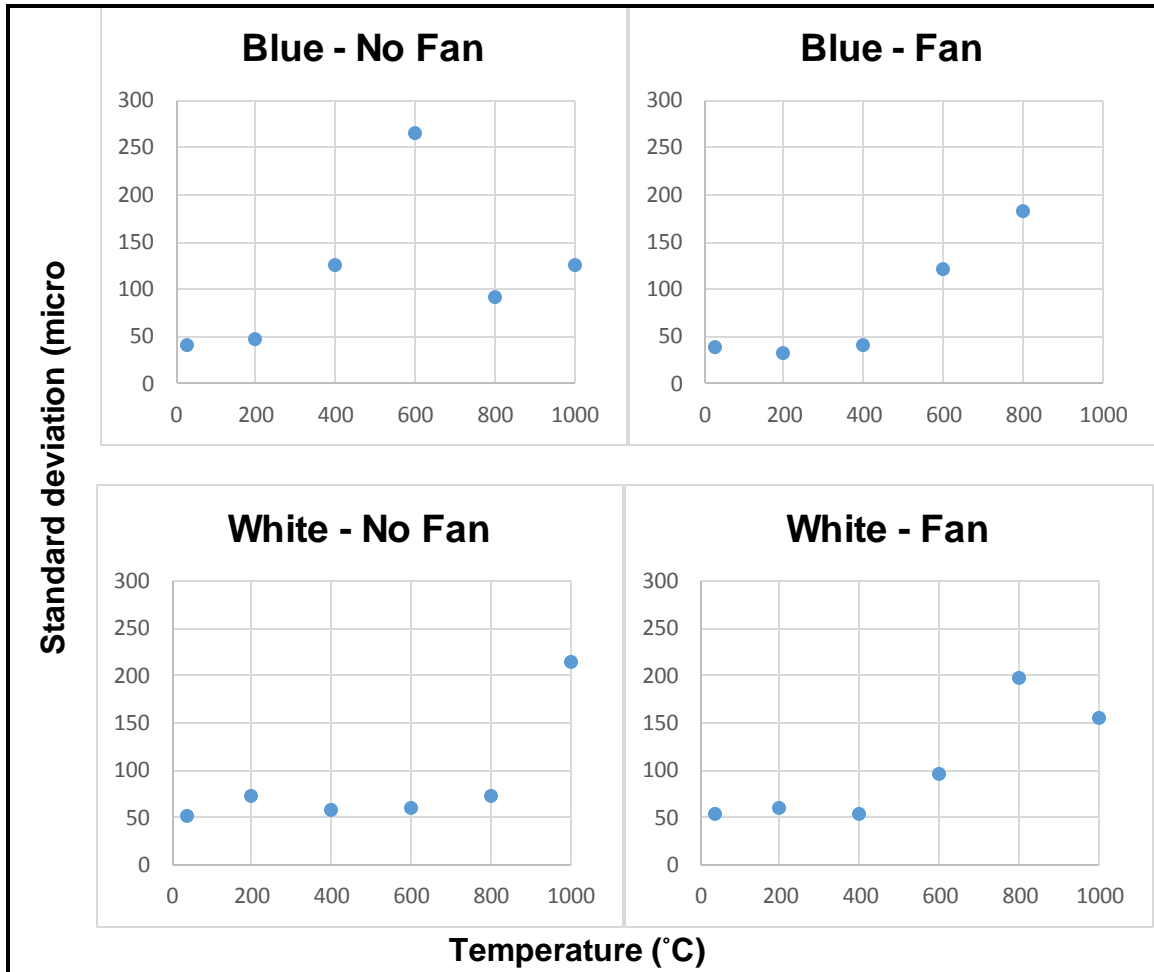 Blue - No Fan
300
250
200
150
100
50
0
0 200 400 600 800 1000
Blue - Fan
300
250
200
150
100
50
0
0 200 400 600 800 1000
Standard deviation (micro
White - No Fan
300
250
200
150
100
50
0
0 200 400 600 800 1000
White - Fan
300
250
200
150
100
50
0
0 200 400 600 800 1000
Temperature (˚C)